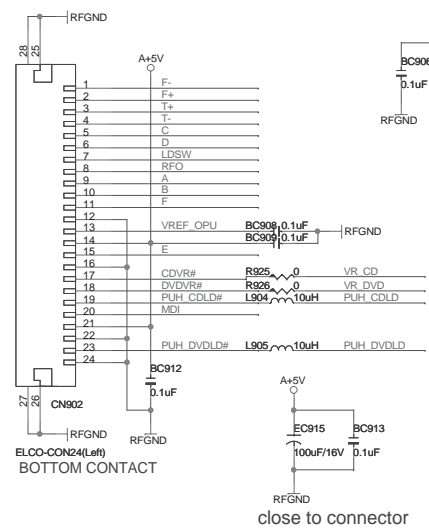 RFGND
28
25
A+5V
BC906
0.1uF
RFGND
1 F-
2 F+
3 T+
4 T-
5 C
6 D
7 LDSW
8 RFO
9 A
10 B
11 F
12
13 VREF_OPU BC908 0.1uF RFGND
14 BC909 0.1uF
15 E
16
17 CDVR# R925 0 VR_CD
18 DVDVR# R926 0 VR_DVD
19 PUH_CDLD# L904 10uH PUH_CDLD
20 MDI
21
22
23 PUH_DVDLD# L905 10uH PUH_DVDLD
24
BC912
0.1uF
27
26
CN902
RFGND
RFGND
ELCO-CON24(Left)
BOTTOM CONTACT
A+5V
EC915
100uF/16V
BC913
0.1uF
RFGND
close to connector